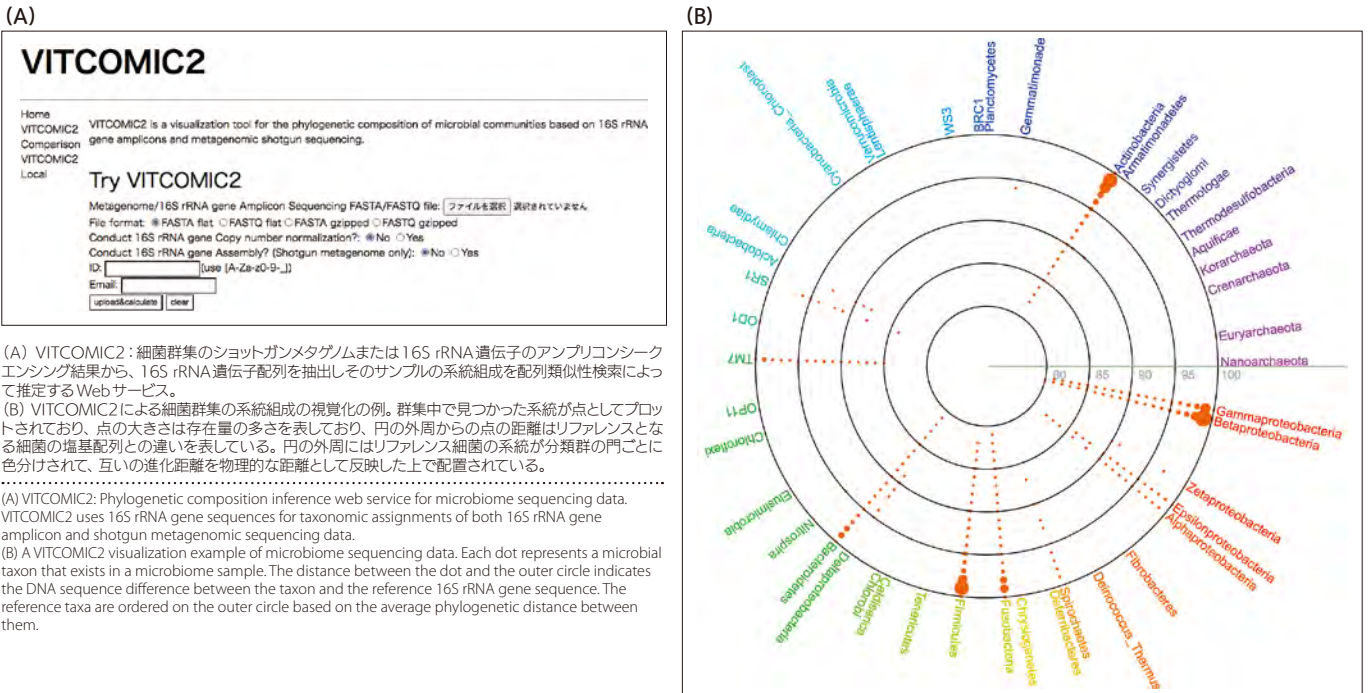 (A)
VITCOMIC2
Home
VITCOMIC2
Comparison
VITCOMIC2
Local
VITCOMIC2 is a visualization tool for the phylogenetic composition of microbial communities based on 16S rRNA
gene amplicons and metagenomic shotgun sequencing.
Try VITCOMIC2
Metagenome/16S rRNA gene Amplicon Sequencing FASTA/FASTQ file: ファイルを選択 選択されていません
File format: FASTA flat FASTQ flat FASTA gzipped FASTQ gzipped
Conduct 16S rRNA gene Copy number normalization?: No Yes
Conduct 16S rRNA gene Assembly? (Shotgun metagenome only): No Yes
ID: (use [A-Za-z0-9-_])
Email:
upload&calculate clear
(A) VITCOMIC2:細菌群集のショットガンメタゲノムまたは16S rRNA遺伝子のアンプリコンシーク
エンシング結果から、16S rRNA遺伝子配列を抽出しそのサンプルの系統組成を配列類似性検索によっ
て推定するWebサービス。
(B) VITCOMIC2による細菌群集の系統組成の視覚化の例。群集中で見つかった系統が点としてプロッ
トされており、点の大きさは存在量の多さを表しており、円の外周からの点の距離はリファレンスとな
る細菌の塩基配列との違いを表している。円の外周にはリファレンス細菌の系統が分類群の門ごとに
色分けされて、互いの進化距離を物理的な距離として反映した上で配置されている。
(A) VITCOMIC2: Phylogenetic composition inference web service for microbiome sequencing data.
VITCOMIC2 uses 16S rRNA gene sequences for taxonomic assignments of both 16S rRNA gene
amplicon and shotgun metagenomic sequencing data.
(B) A VITCOMIC2 visualization example of microbiome sequencing data. Each dot represents a microbial
taxon that exists in a microbiome sample. The distance between the dot and the outer circle indicates
the DNA sequence difference between the taxon and the reference 16S rRNA gene sequence. The
reference taxa are ordered on the outer circle based on the average phylogenetic distance between
them.
(B)
Cyanobacteria_Chloroplast
Verrucomicrobia
Lentisphaerae
WS3
BRC1
Planctomycetes
Gemmatimonade
Actinobacteria
Armatimonadetes
Synergistetes
Dictyoglomi
Thermotogae
Thermodesulfobacteria
Aquificae
Korarchaeota
Crenarchaeota
Euryarchaeota
Nanoarchaeota
80 85 90 95 100
Gammaproteobacteria
Betaproteobacteria
Zetaproteobacteria
Epsilonproteobacteria
Alphaproteobacteria
Fibrobacteres
Deinococcus_Thermus
Spirochaetes
Deferribacteres
Chrysiogenetes
Fusobacteria
Firmicutes
Tenericutes
Caldiserica
Chlorobi
Deltaproteobacteria
Bacteroidetes
Nitrospira
Elusimicrobia
Chloroflexi
OP11
TM7
OD1
SR1
Acidobacteria
Chlamydiae